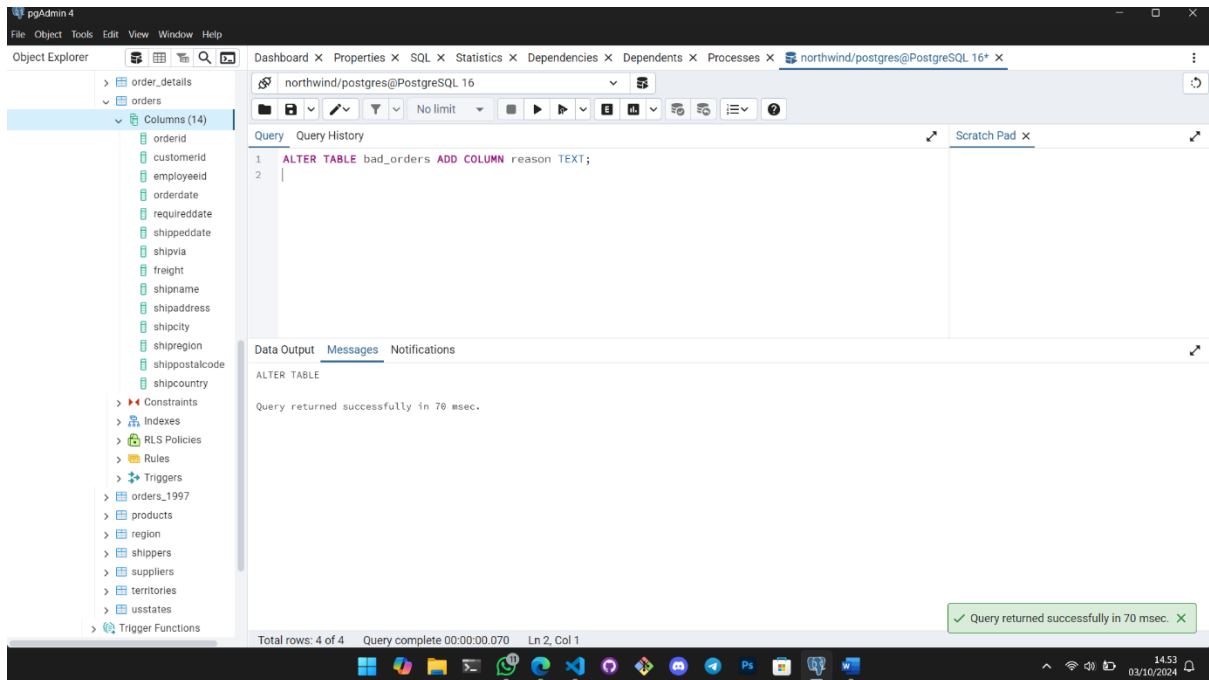 pgAdmin 4
File Object Tools Edit View Window Help
Object Explorer
Dashboard X Properties X SQL X Statistics X Dependencies X Dependents X Processes X northwind/postgres@PostgreSQL 16* X
order_details
orders
Columns (14)
orderid
customerid
employeeid
orderdate
requireddate
shippeddate
shipvia
freight
shipname
shipaddress
shipcity
shipregion
shippostalcode
shipcountry
Constraints
Indexes
RLS Policies
Rules
Triggers
orders_1997
products
region
shippers
suppliers
territories
usstates
Trigger Functions
northwind/postgres@PostgreSQL 16
No limit
E
Query Query History
Scratch Pad X
1 ALTER TABLE bad_orders ADD COLUMN reason TEXT;
2
Data Output Messages Notifications
ALTER TABLE
Query returned successfully in 70 msec.
Query returned successfully in 70 msec.
Total rows: 4 of 4 Query complete 00:00:00.070 Ln 2, Col 1
Ps
14.53
03/10/2024